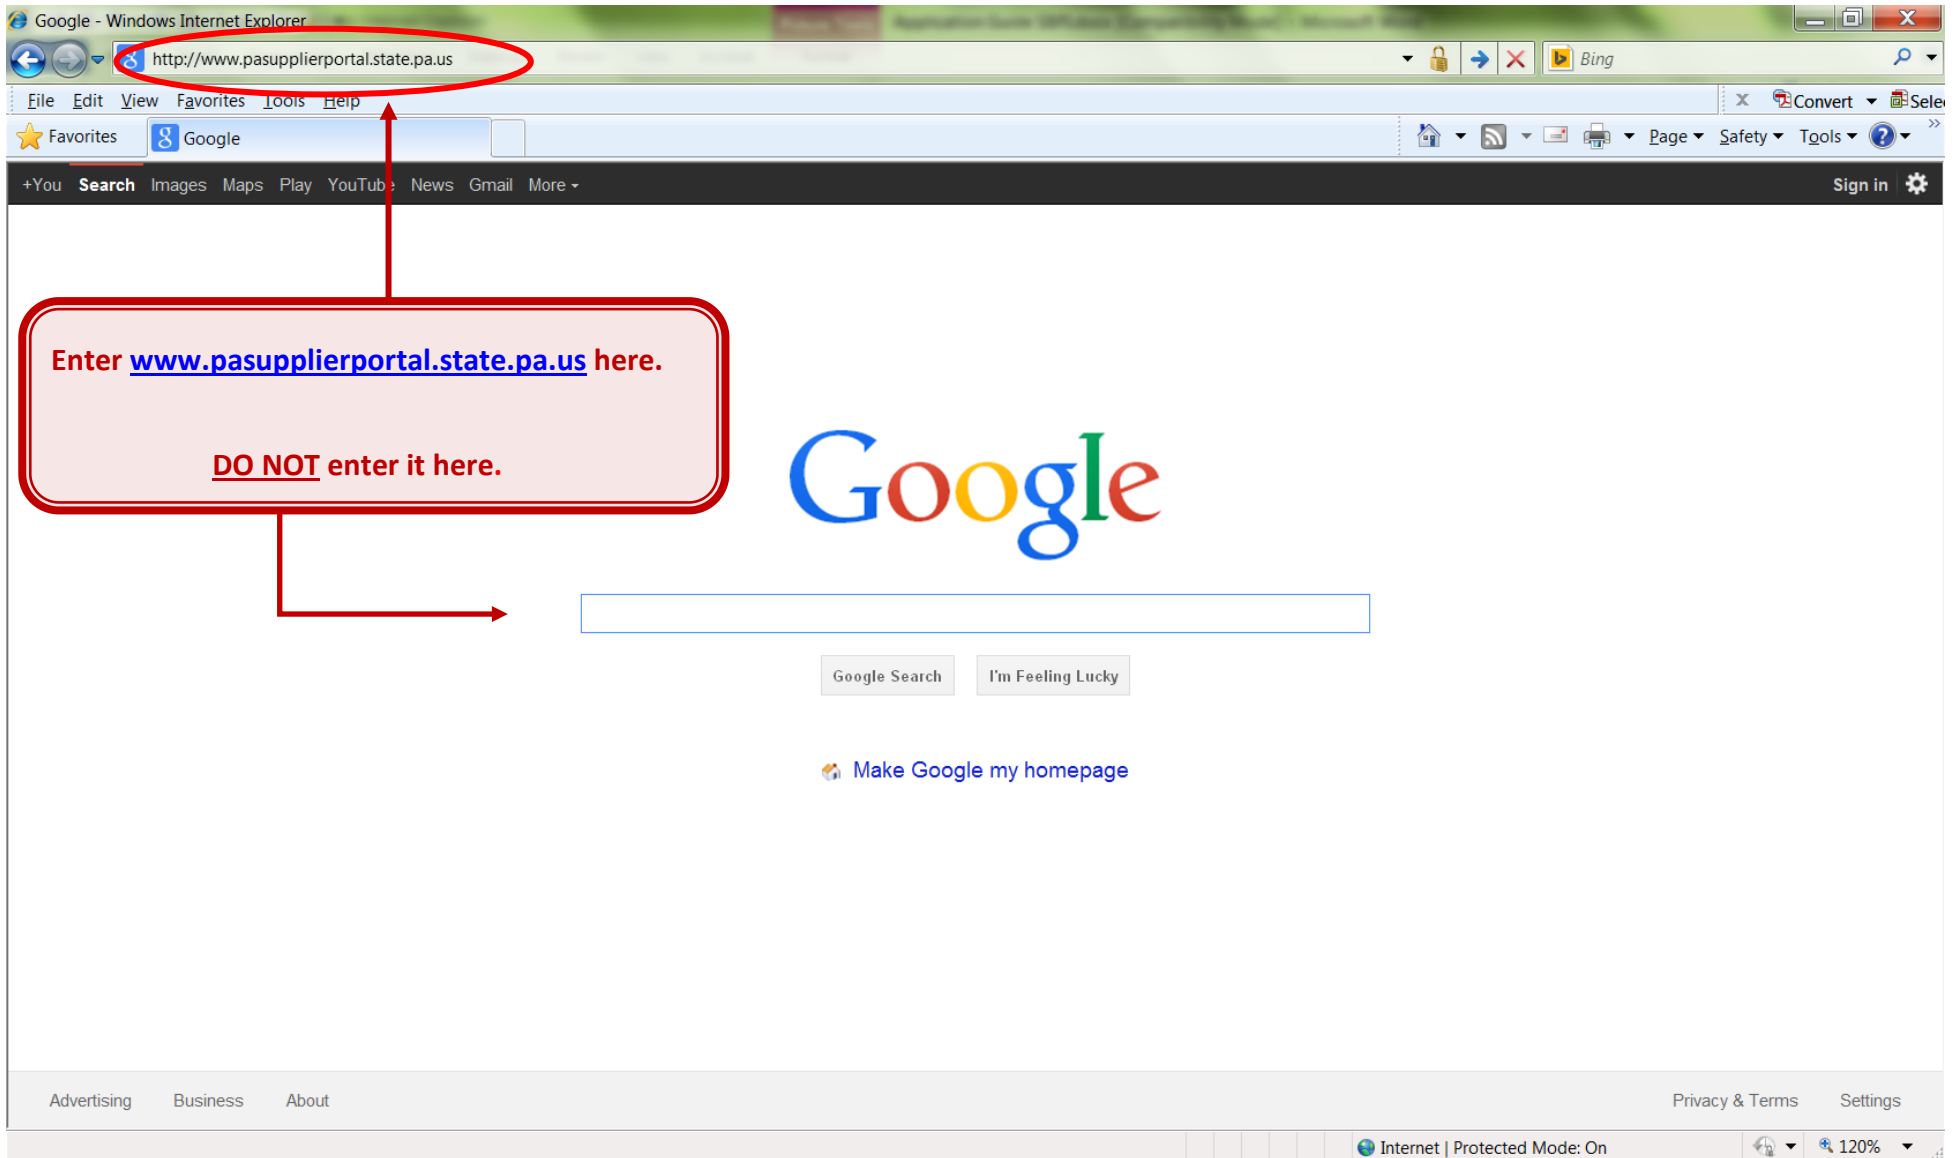 Google - Windows Internet Explorer
http://www.pasupplierportal.state.pa.us
Bing
File Edit View Favorites Tools Help
Convert
Sele
Favorites
Google
Page Safety Tools
+You Search Images Maps Play YouTube News Gmail More
Sign in
Enter www.pasupplierportal.state.pa.us here.
DO NOT enter it here.
Google
Google Search I'm Feeling Lucky
Make Google my homepage
Advertising Business About
Privacy & Terms Settings
Internet | Protected Mode: On
120%